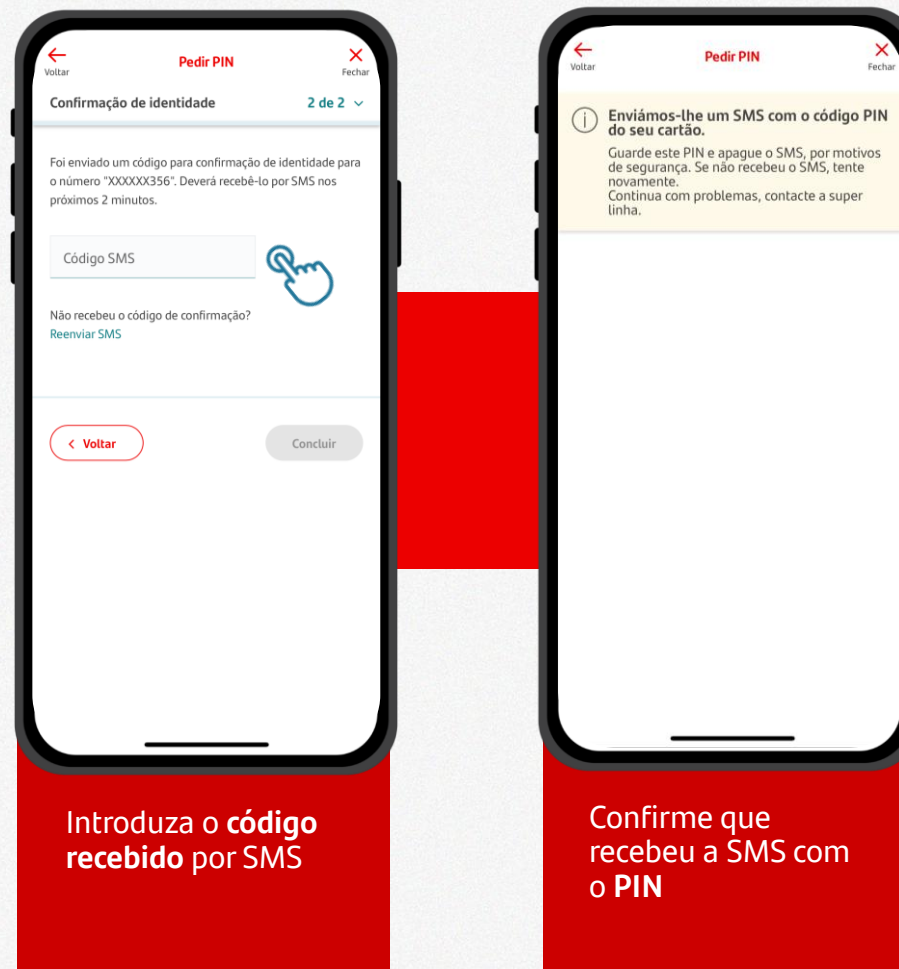 Pedir PIN
Voltar
Fechar
Confirmação de identidade
2 de 2
Foi enviado um código para confirmação de identidade para
o número "XXXXXX356". Deverá recebê-lo por SMS nos
próximos 2 minutos.
Código SMS
Não recebeu o código de confirmação?
Reenviar SMS
Voltar
Concluir
Introduza o código
recebido por SMS
Pedir PIN
Voltar
Fechar
Enviámos-lhe um SMS com o código PIN
do seu cartão.
Guarde este PIN e apague o SMS, por motivos
de segurança. Se não recebeu o SMS, tente
novamente.
Continua com problemas, contacte a super
linha.
Confirme que
recebeu a SMS com
o PIN